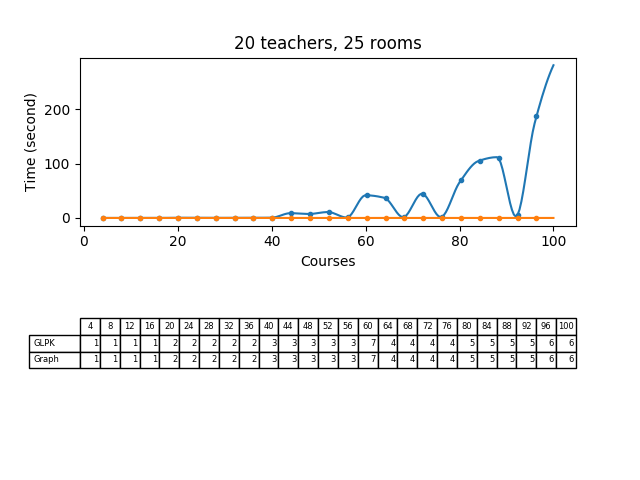 20 teachers, 25 rooms
Time (second)
200
100
0
0 20 40 60 80 100
Courses
4 8 12 16 20 24 28 32 36 40 44 48 52 56 60 64 68 72 76 80 84 88 92 96 100
GLPK 1 1 1 1 2 2 2 2 2 3 3 3 3 3 7 4 4 4 4 5 5 5 5 6 6
Graph 1 1 1 1 2 2 2 2 2 3 3 3 3 3 7 4 4 4 4 5 5 5 5 6 6